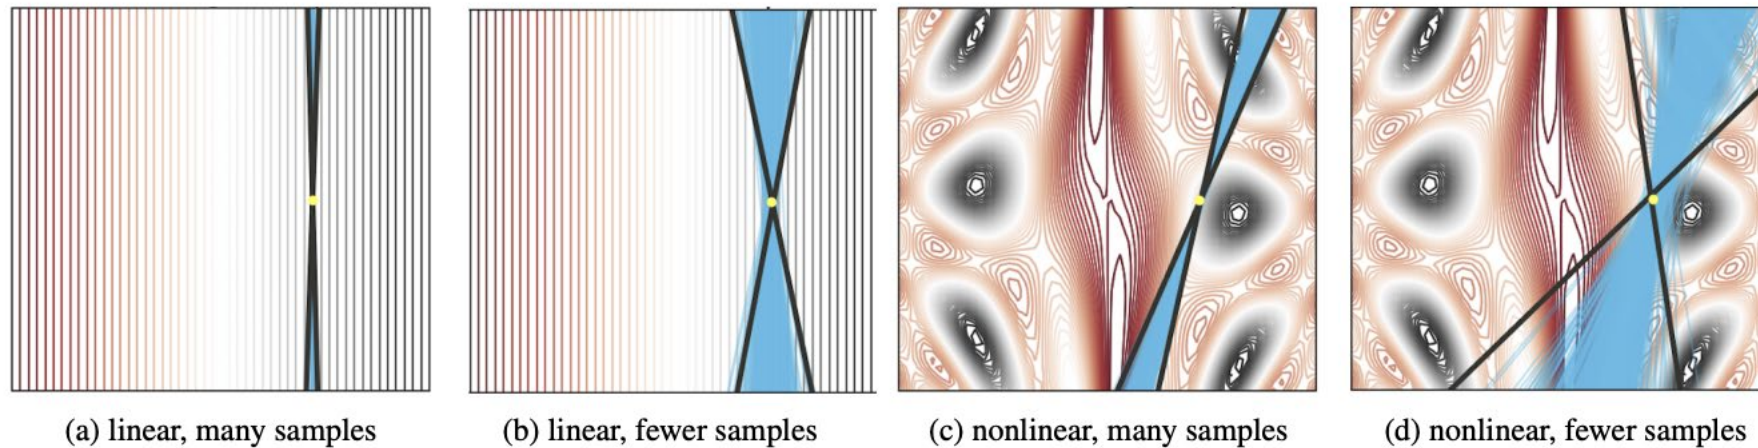 (a) linear, many samples
(b) linear, fewer samples
(c) nonlinear, many samples
(d) nonlinear, fewer samples